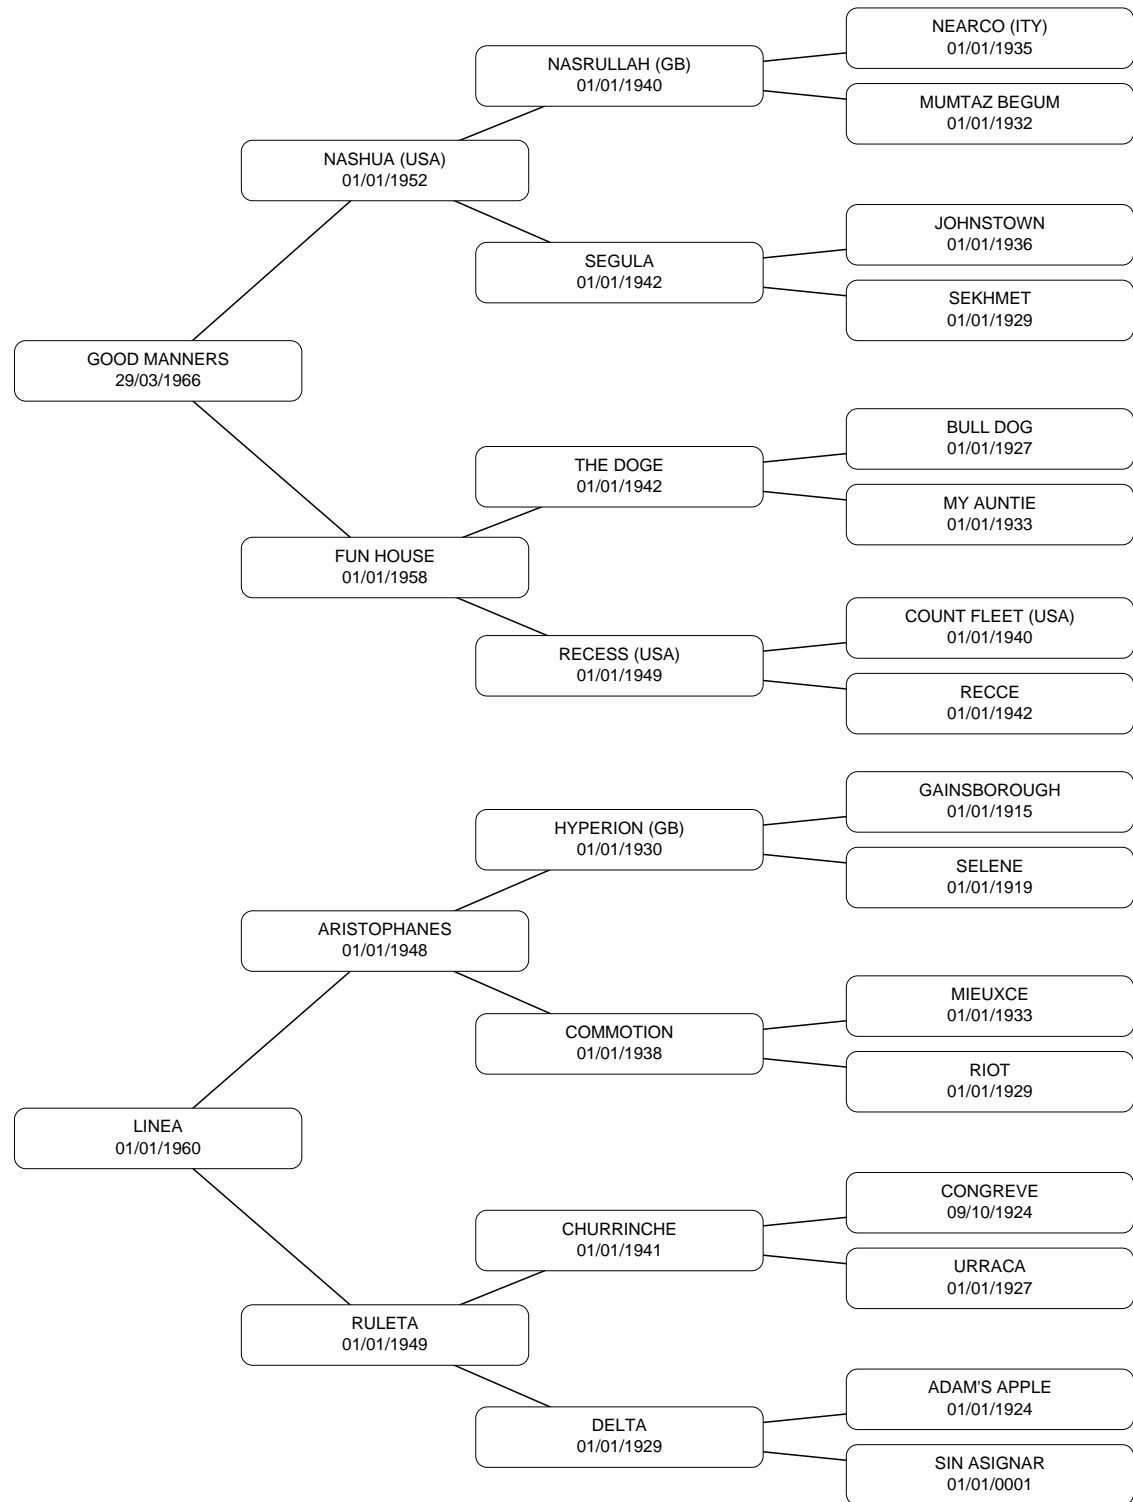 NEARCO (ITY)
01/01/1935
NASRULLAH (GB)
01/01/1940
MUMTAZ BEGUM
01/01/1932
NASHUA (USA)
01/01/1952
JOHNSTOWN
01/01/1936
SEGULA
01/01/1942
SEKHMET
01/01/1929
GOOD MANNERS
29/03/1966
BULL DOG
01/01/1927
THE DOGE
01/01/1942
MY AUNTIE
01/01/1933
FUN HOUSE
01/01/1958
COUNT FLEET (USA)
01/01/1940
RECESS (USA)
01/01/1949
RECCE
01/01/1942
GAINSBOROUGH
01/01/1915
HYPERION (GB)
01/01/1930
SELENE
01/01/1919
ARISTOPHANES
01/01/1948
MIEUXCE
01/01/1933
COMMOTION
01/01/1938
RIOT
01/01/1929
LINEA
01/01/1960
CONGREVE
09/10/1924
CHURRINCHE
01/01/1941
URRACA
01/01/1927
RULETA
01/01/1949
ADAM'S APPLE
01/01/1924
DELTA
01/01/1929
SIN ASIGNAR
01/01/0001